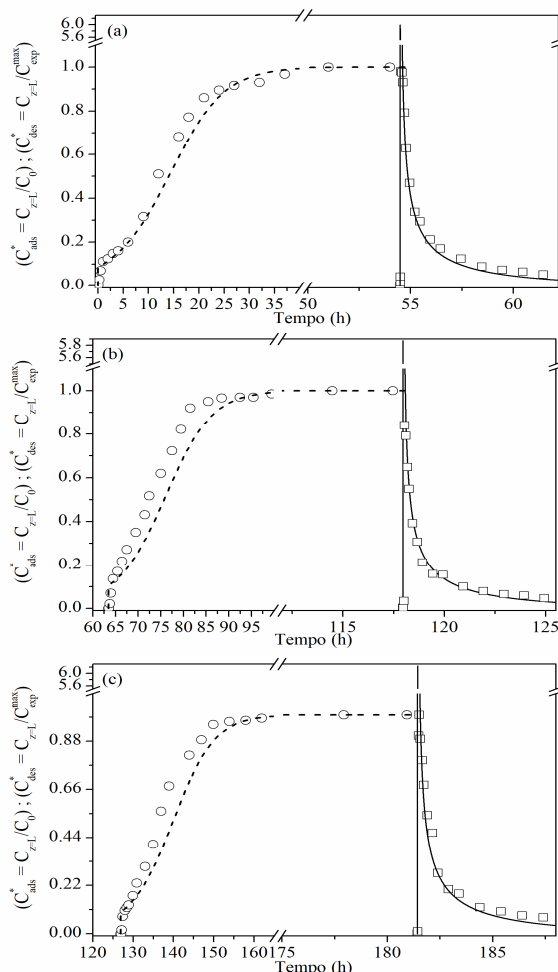 (a)
6.0
5.6
1.0
0.8
0.6
0.4
0.2
0.0
(C*ads = Cz=L/C0) ; (C*des = Cz=L/Cmaxexp)
0 5 10 15 20 25 30 35 50 55 60
Tempo (h)
(b)
5.8
5.6
1.0
0.8
0.6
0.4
0.2
0.0
(C*ads = Cz=L/C0) ; (C*des = Cz=L/Cmaxexp)
60 65 70 75 80 85 90 95 115 120 125
Tempo (h)
(c)
6.0
5.6
0.88
0.66
0.44
0.22
0.00
(C*ads = Cz=L/C0) ; (C*des = Cz=L/Cmaxexp)
120 130 140 150 160 175 180 185
Tempo (h)